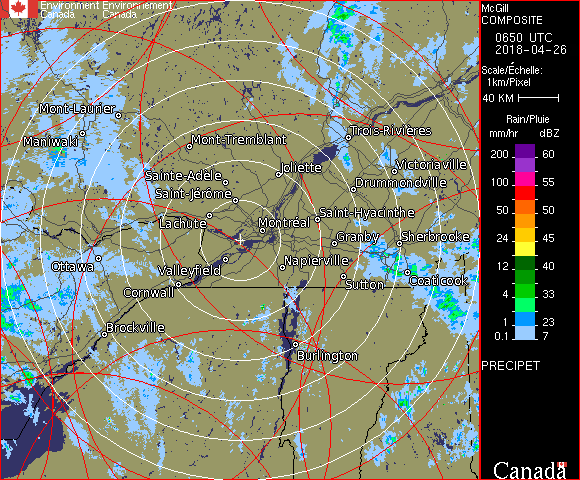 Environment Environnement
Canada Canada
McGill
COMPOSITE
0650 UTC
2018-04-26
Scale/Échelle:
1km/Pixel
40 KM
Rain/Pluie
mm/hr dBZ
200 60
150 57
100 55
50 50
24 45
12 40
4 33
1 23
0.1 7
PRECIPET
Canada
Mont-Laurier
Maniwaki
Mont-Tremblant
Trois-Rivières
Joliette
Victoriaville
Sainte-Adèle
Drummondville
Saint-Jérôme
Saint-Hyacinthe
Lachute
Montréal
Granby
Sherbrooke
Ottawa
Valleyfield
Napierville
Cornwall
Sutton
Coaticook
Brockville
Burlington